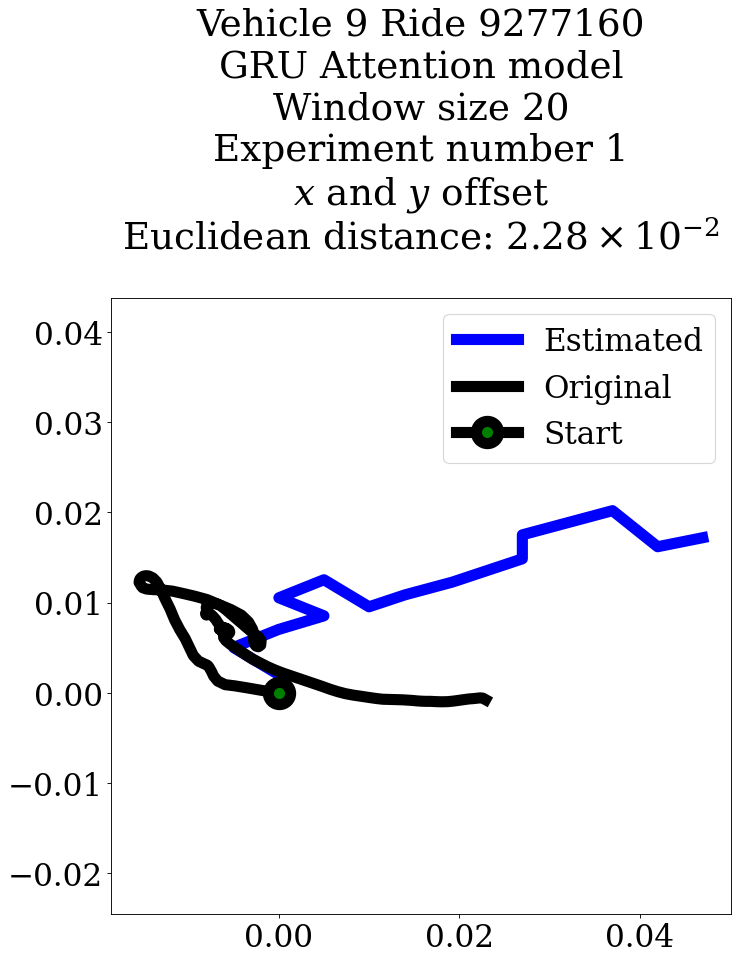 Vehicle 9 Ride 9277160
GRU Attention model
Window size 20
Experiment number 1
x and y offset
Euclidean distance: 2.28 × 10⁻²
Estimated
Original
Start
0.04
0.03
0.02
0.01
0.00
−0.01
−0.02
0.00 0.02 0.04